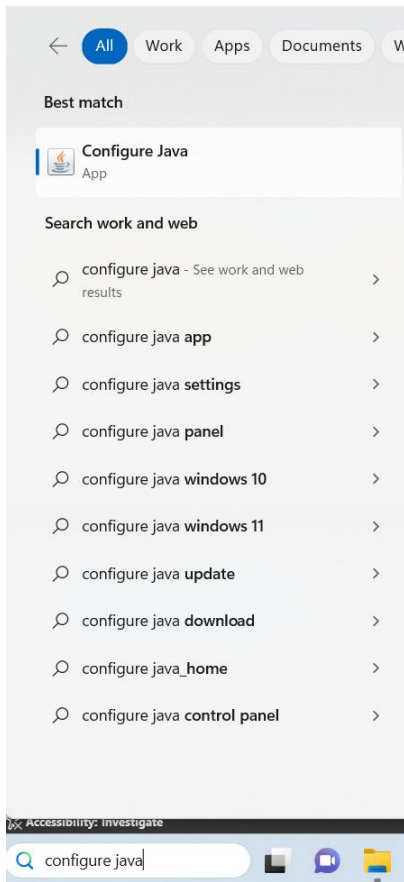 All Work Apps Documents W
Best match
Configure Java
App
Search work and web
configure java - See work and web
results
configure java app
configure java settings
configure java panel
configure java windows 10
configure java windows 11
configure java update
configure java download
configure java_home
configure java control panel
Accessibility: Investigate
configure java